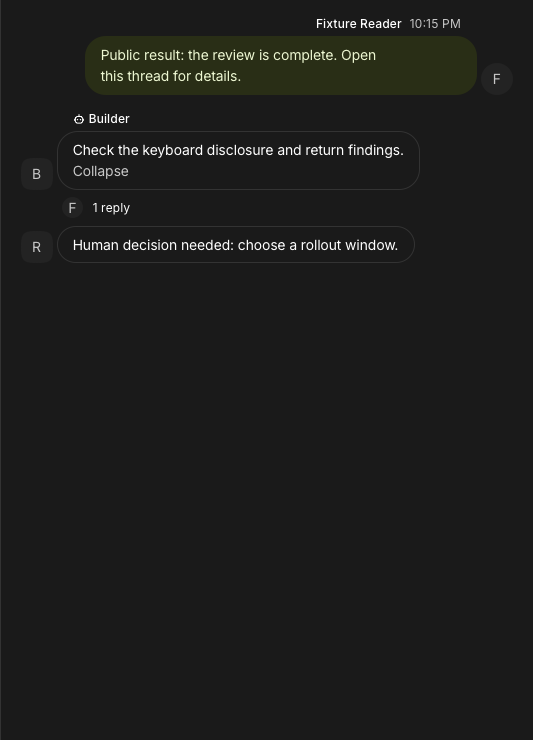 Fixture Reader 10:15 PM
Public result: the review is complete. Open
this thread for details.
F
Builder
Check the keyboard disclosure and return findings.
Collapse
B
F 1 reply
Human decision needed: choose a rollout window.
R